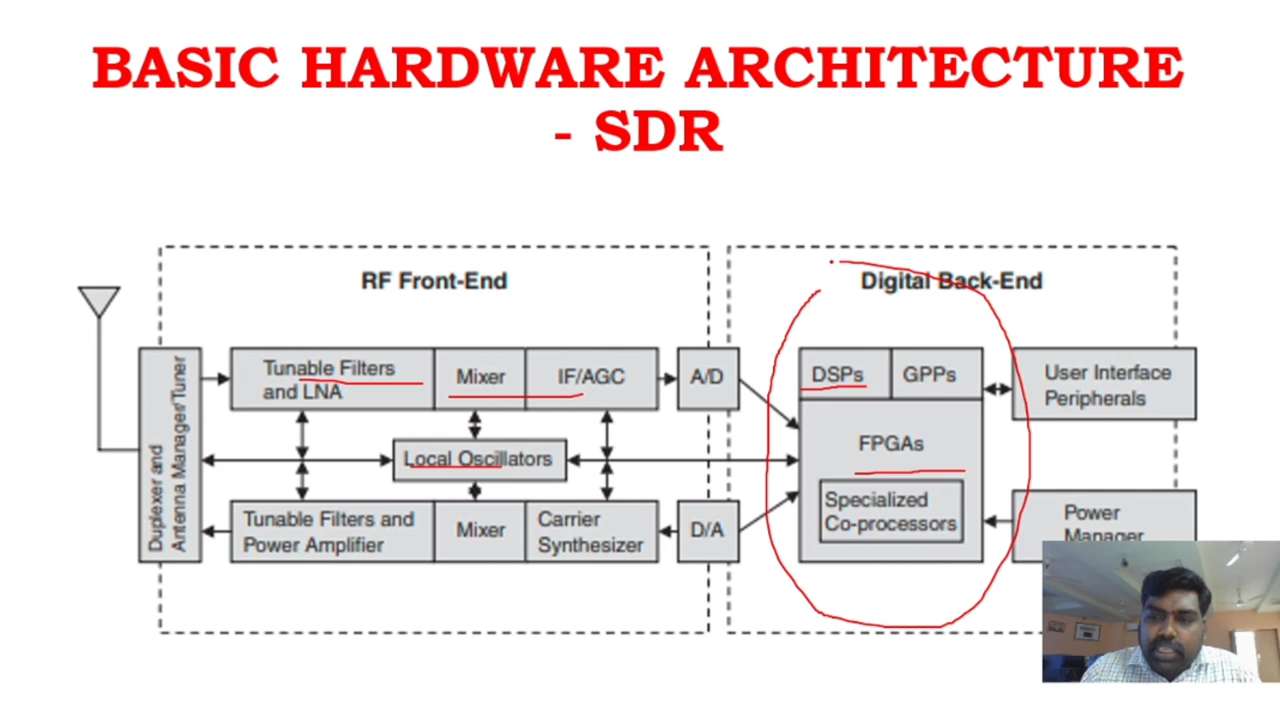 BASIC HARDWARE ARCHITECTURE
- SDR
RF Front-End
Digital Back-End
Duplexer and
Antenna Manager/Tuner
Tunable Filters
and LNA
Mixer
IF/AGC
A/D
DSPs
GPPs
User Interface
Peripherals
Local Oscillators
FPGAs
Specialized
Co-processors
Tunable Filters and
Power Amplifier
Mixer
Carrier
Synthesizer
D/A
Power
Manager